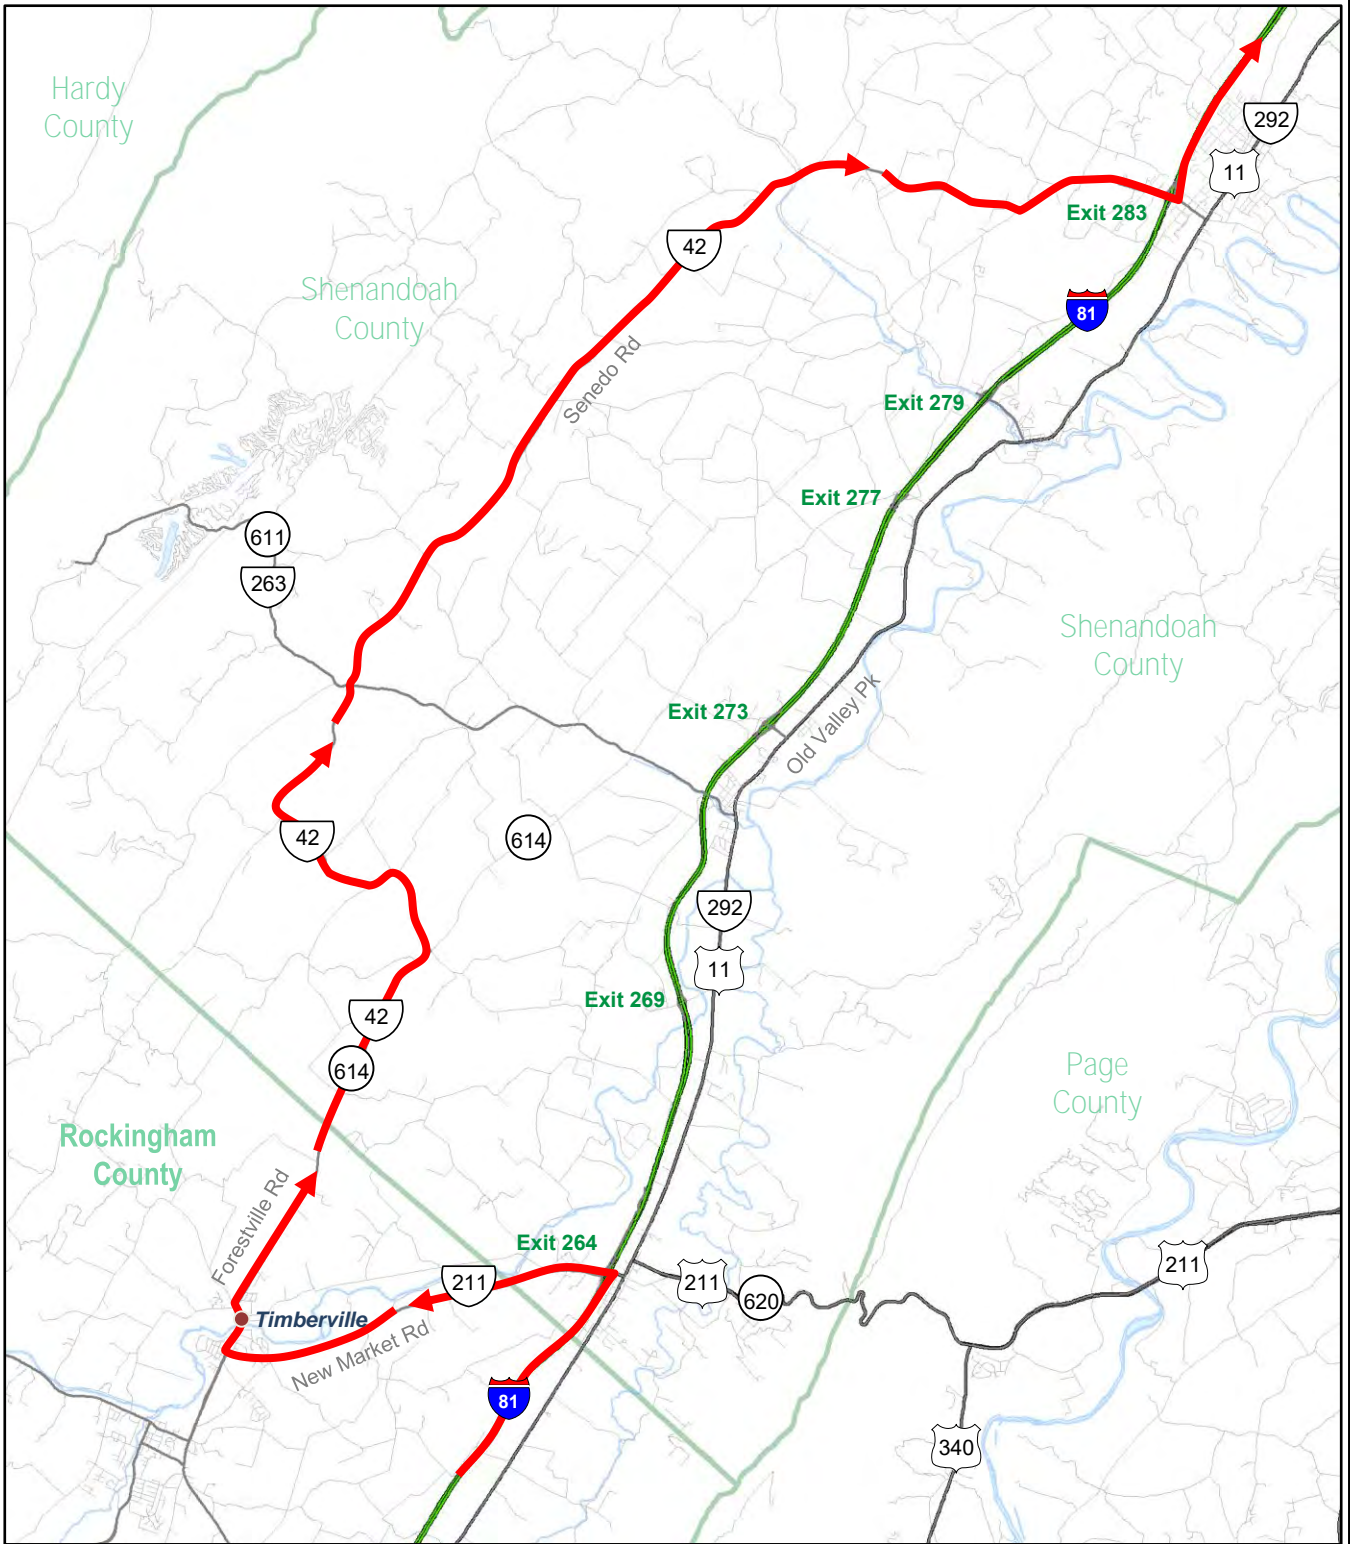 Hardy
County
292
11
Exit 283
42
Shenandoah
County
81
Senedo Rd
Exit 279
Exit 277
611
263
Shenandoah
County
Exit 273
Old Valley Pk
614
42
292
11
Exit 269
42
614
Page
County
Rockingham
County
Forestville Rd
Exit 264
211
211
620
211
Timberville
New Market Rd
81
340